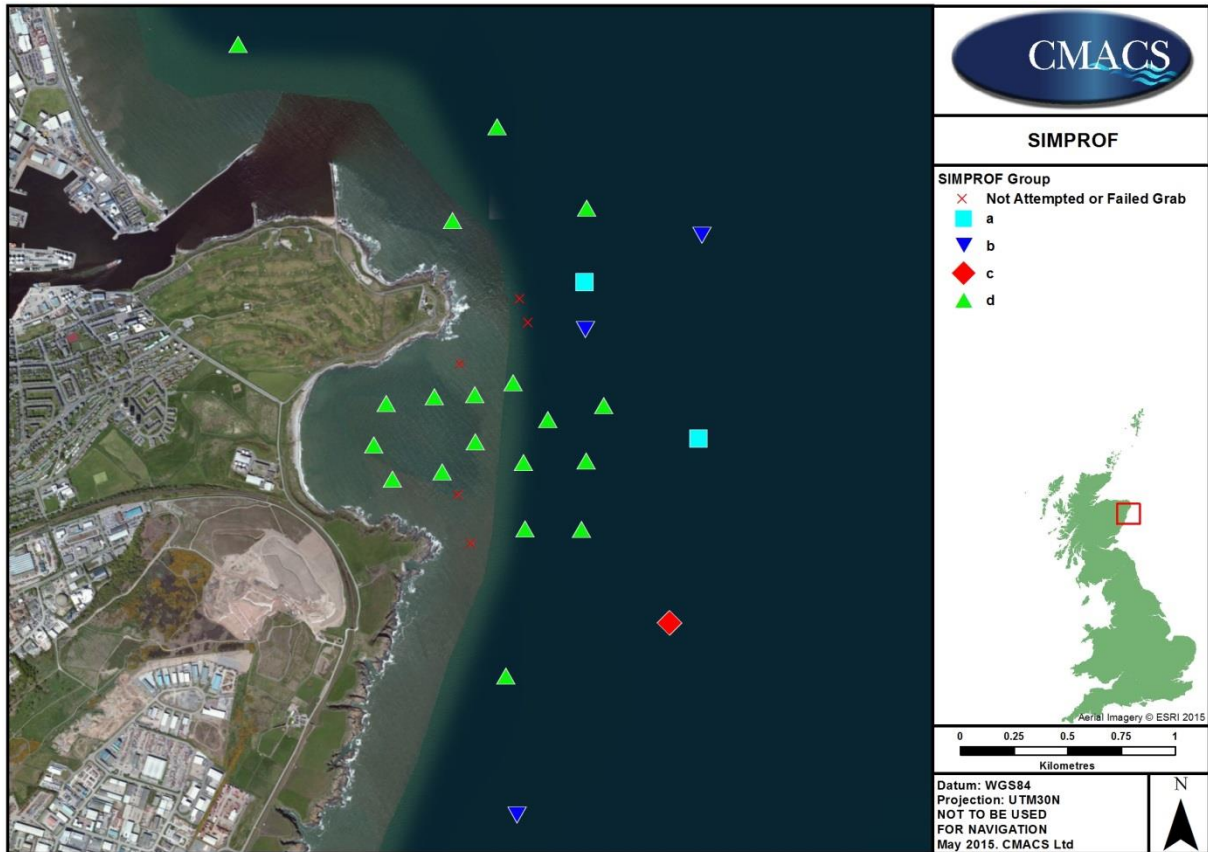 CMACS
SIMPROF
SIMPROF Group
Not Attempted or Failed Grab
a
b
c
d
Aerial Imagery © ESRI 2015
0 0.25 0.5 0.75 1
Kilometres
Datum: WGS84
Projection: UTM30N
NOT TO BE USED
FOR NAVIGATION
May 2015. CMACS Ltd
N